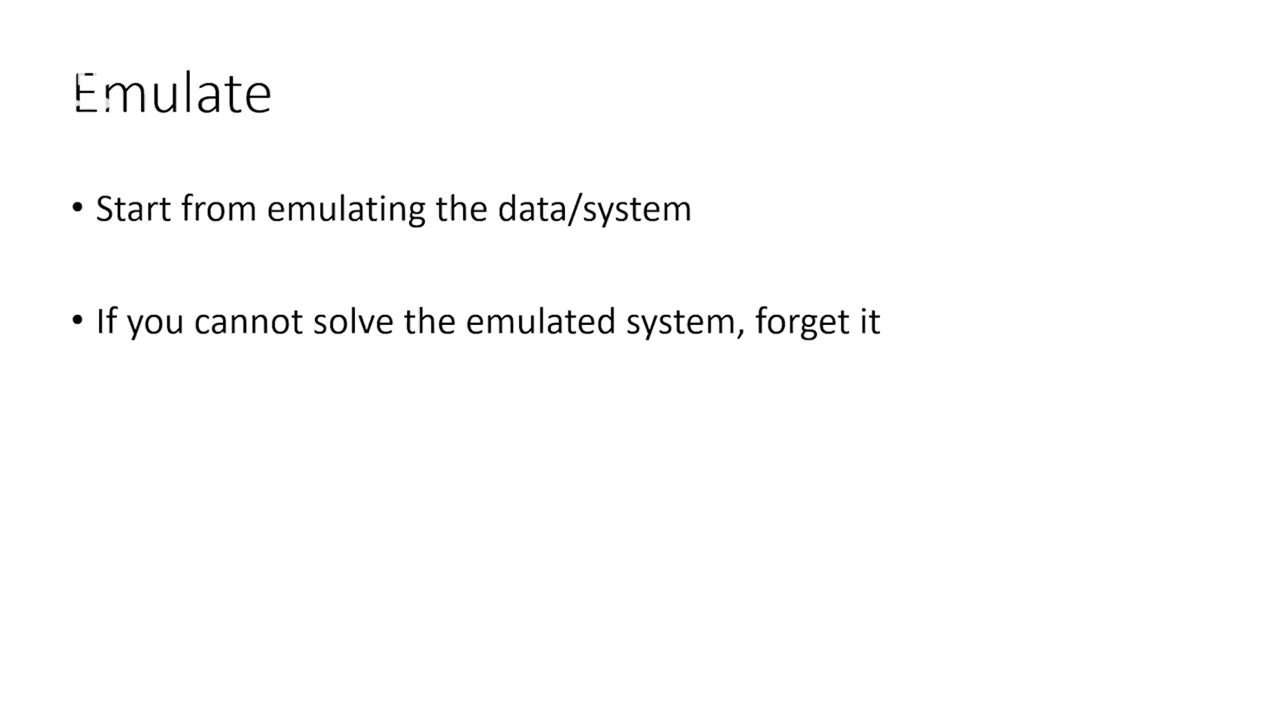 Emulate
• Start from emulating the data/system
• If you cannot solve the emulated system, forget it